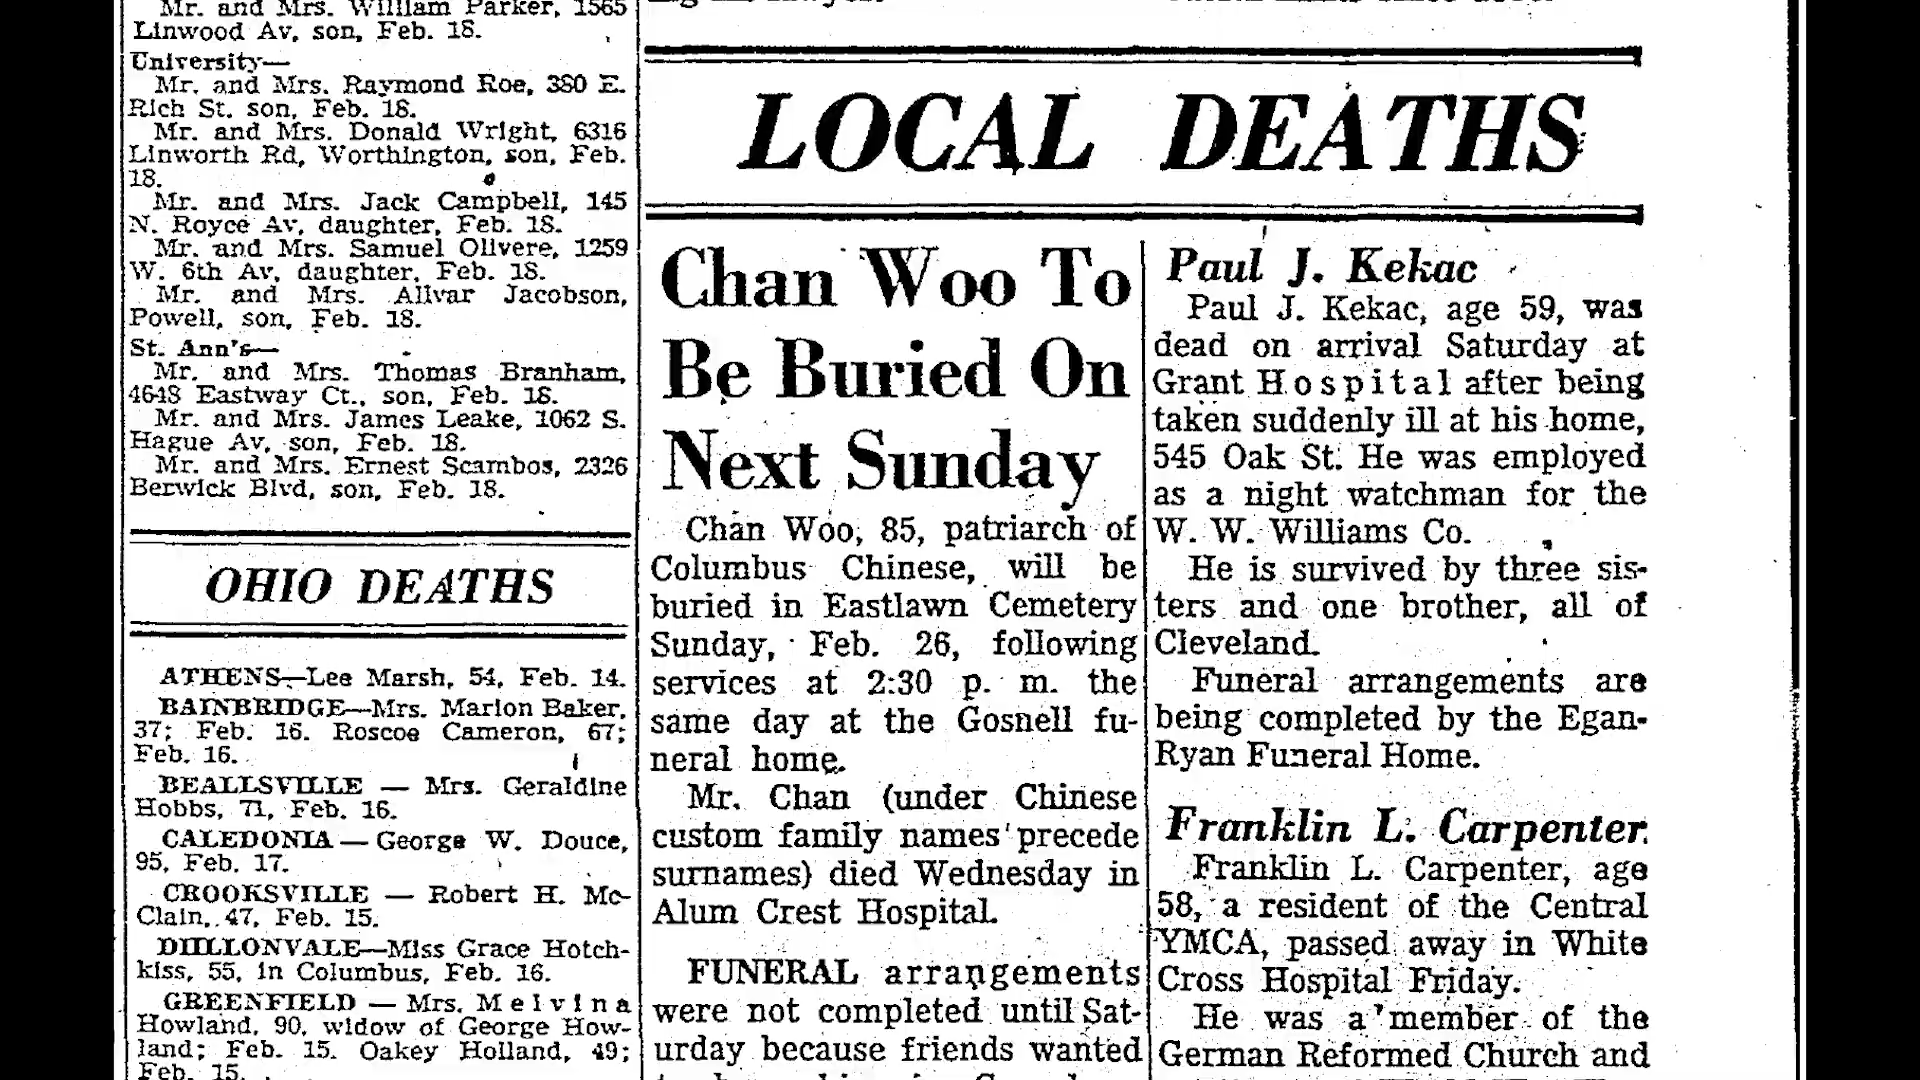 Mr. and Mrs. William Parker, 1565
Linwood Av, son, Feb. 18.
University—
Mr. and Mrs. Raymond Roe, 380 E.
Rich St. son, Feb. 18.
Mr. and Mrs. Donald Wright, 6316
Linworth Rd, Worthington, son, Feb.
18.
Mr. and Mrs. Jack Campbell, 145
N. Royce Av, daughter, Feb. 18.
Mr. and Mrs. Samuel Olivere, 1259
W. 6th Av, daughter, Feb. 18.
Mr. and Mrs. Allvar Jacobson,
Powell, son, Feb. 18.
St. Ann's—
Mr. and Mrs. Thomas Branham,
4648 Eastway Ct., son, Feb. 18.
Mr. and Mrs. James Leake, 1062 S.
Hague Av, son, Feb. 18.
Mr. and Mrs. Ernest Scambos, 2326
Berwick Blvd, son, Feb. 18.
OHIO DEATHS
ATHENS—Lee Marsh, 54, Feb. 14.
BAINBRIDGE—Mrs. Marion Baker,
37; Feb. 16. Roscoe Cameron, 67;
Feb. 16.
BEALLSVILLE — Mrs. Geraldine
Hobbs, 71, Feb. 16.
CALEDONIA — George W. Douce,
95, Feb. 17.
CROOKSVILLE — Robert H. Mc-
Clain, 47, Feb. 15.
DILLONVALE—Miss Grace Hotch-
kiss, 55, in Columbus, Feb. 16.
GREENFIELD — Mrs. Melvina
Howland, 90, widow of George How-
land; Feb. 15. Oakey Holland, 49;
Feb. 15.
LOCAL DEATHS
Chan Woo To
Be Buried On
Next Sunday
Chan Woo, 85, patriarch of
Columbus Chinese, will be
buried in Eastlawn Cemetery
Sunday, Feb. 26, following
services at 2:30 p. m. the
same day at the Gosnell fu-
neral home.
Mr. Chan (under Chinese
custom family names precede
surnames) died Wednesday in
Alum Crest Hospital.
FUNERAL arrangements
were not completed until Sat-
urday because friends wanted
Paul J. Kekac
Paul J. Kekac, age 59, was
dead on arrival Saturday at
Grant Hospital after being
taken suddenly ill at his home,
545 Oak St. He was employed
as a night watchman for the
W. W. Williams Co.
He is survived by three sis-
ters and one brother, all of
Cleveland.
Funeral arrangements are
being completed by the Egan-
Ryan Funeral Home.
Franklin L. Carpenter
Franklin L. Carpenter, age
58, a resident of the Central
YMCA, passed away in White
Cross Hospital Friday.
He was a member of the
German Reformed Church and